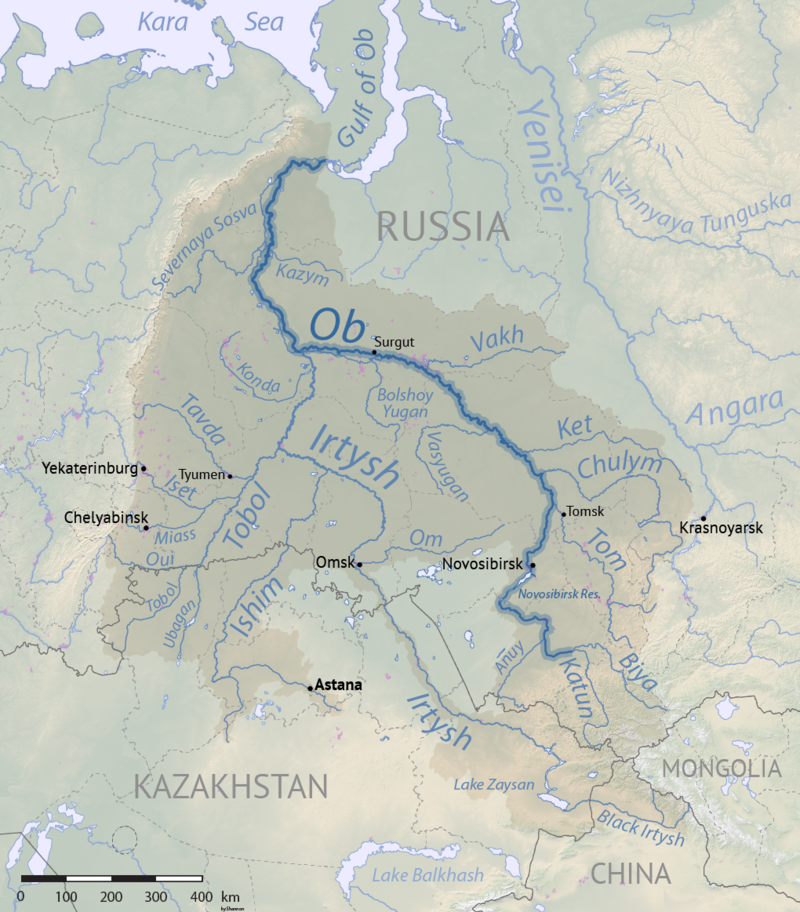 Kara Sea
Gulf of Ob
Yenisei
Nizhnyaya Tunguska
RUSSIA
Severnaya Sosva
Kazym
Ob
Surgut
Vakh
Konda
Bolshoy
Yugan
Angara
Tavda
Irtysh
Vasyugan
Ket
Chulym
Yekaterinburg
Tyumen
Iset
Tobol
Chelyabinsk
Miass
Oui
Tomsk
Krasnoyarsk
Tom
Om
Omsk
Novosibirsk
Novosibirsk Res.
Tobol
Ubagan
Ishim
Anuy
Katun
Biya
Astana
Irtysh
KAZAKHSTAN
Lake Zaysan
MONGOLIA
Black Irtysh
Lake Balkhash
CHINA
0 100 200 300 400 km
by Shannon